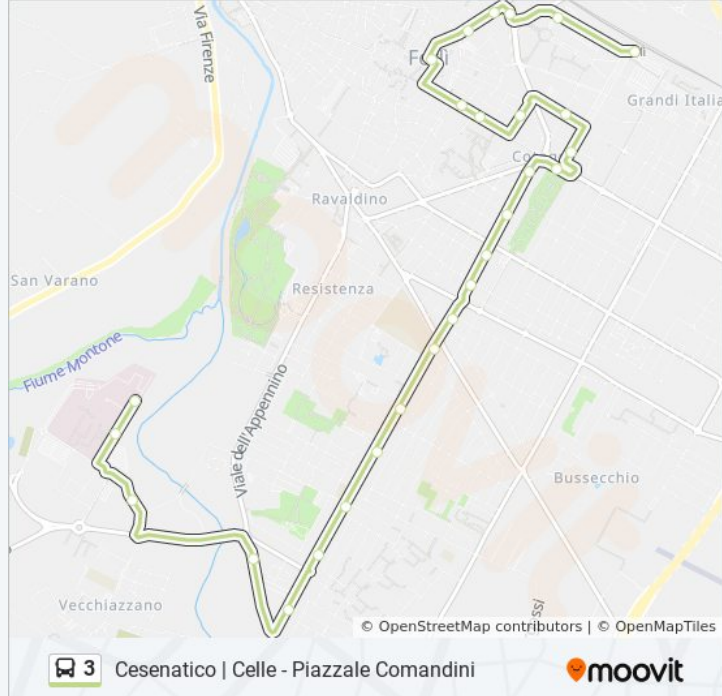 Via Firenze
Grandi Italia
Ravaldino
San Varano
Resistenza
Fiume Montone
Viale dell'Appennino
Bussecchio
Vecchiazzano
© OpenStreetMap contributors | © OpenMapTiles
3 Cesenatico | Celle - Piazzale Comandini
moovit